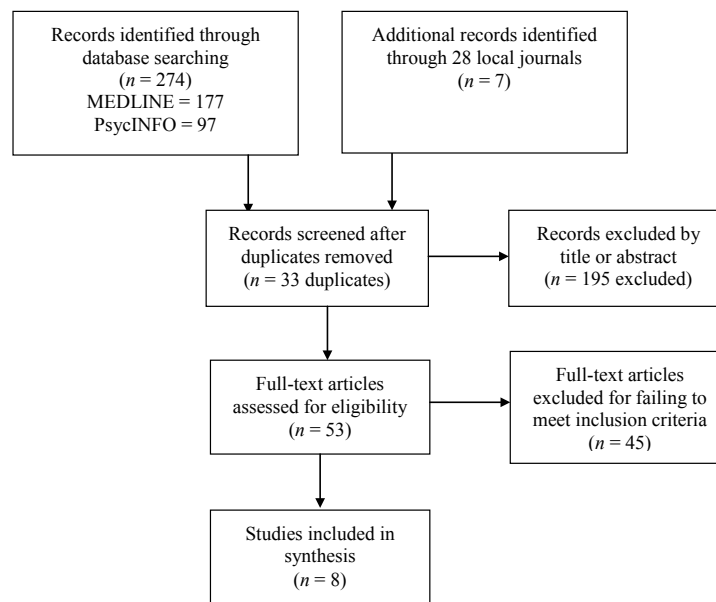 Records identified through
database searching
(n = 274)
MEDLINE = 177
PsycINFO = 97
Additional records identified
through 28 local journals
(n = 7)
Records screened after
duplicates removed
(n = 33 duplicates)
Records excluded by
title or abstract
(n = 195 excluded)
Full-text articles
assessed for eligibility
(n = 53)
Full-text articles
excluded for failing to
meet inclusion criteria
(n = 45)
Studies included in
synthesis
(n = 8)